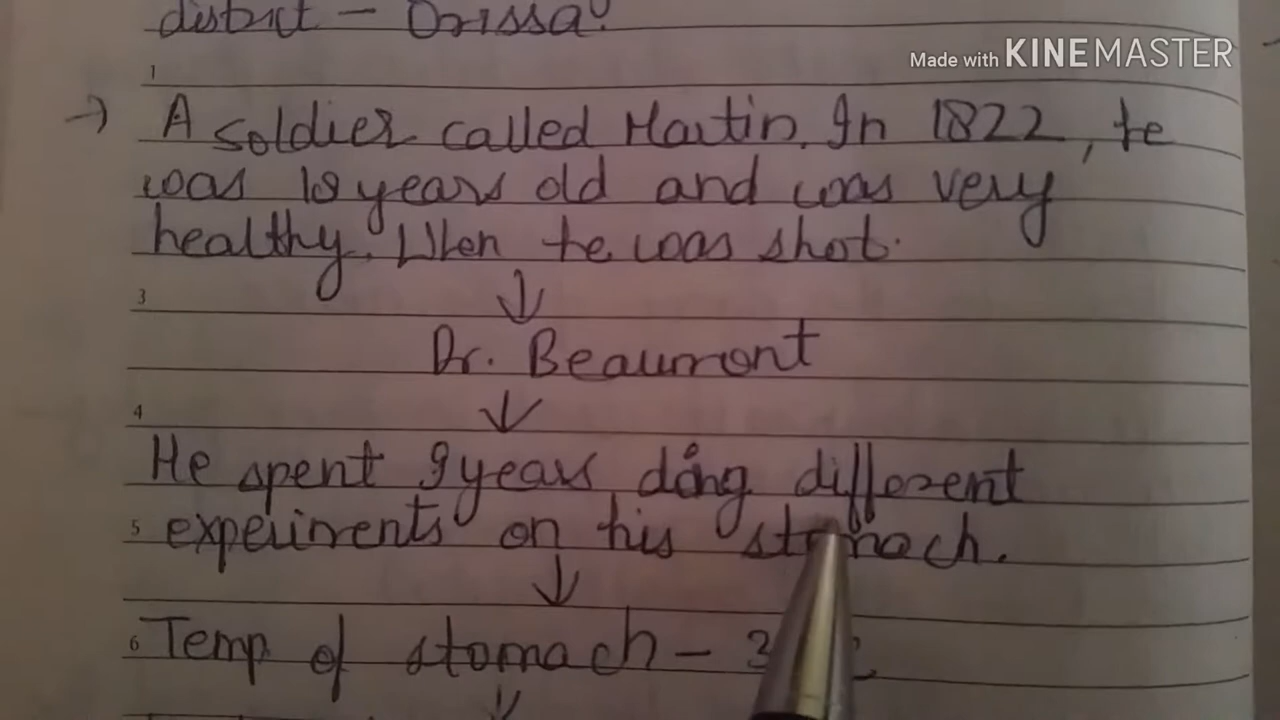 district - Orissa.
Made with KINEMASTER
1
→ A soldier called Martin. In 1822, he
was 18 years old and was very
healthy. When he was shot.
↓
3
Dr. Beaumont
↓
4
He spent 9 years doing different
5 experiments on his stomach.
↓
6 Temp of stomach -
↓